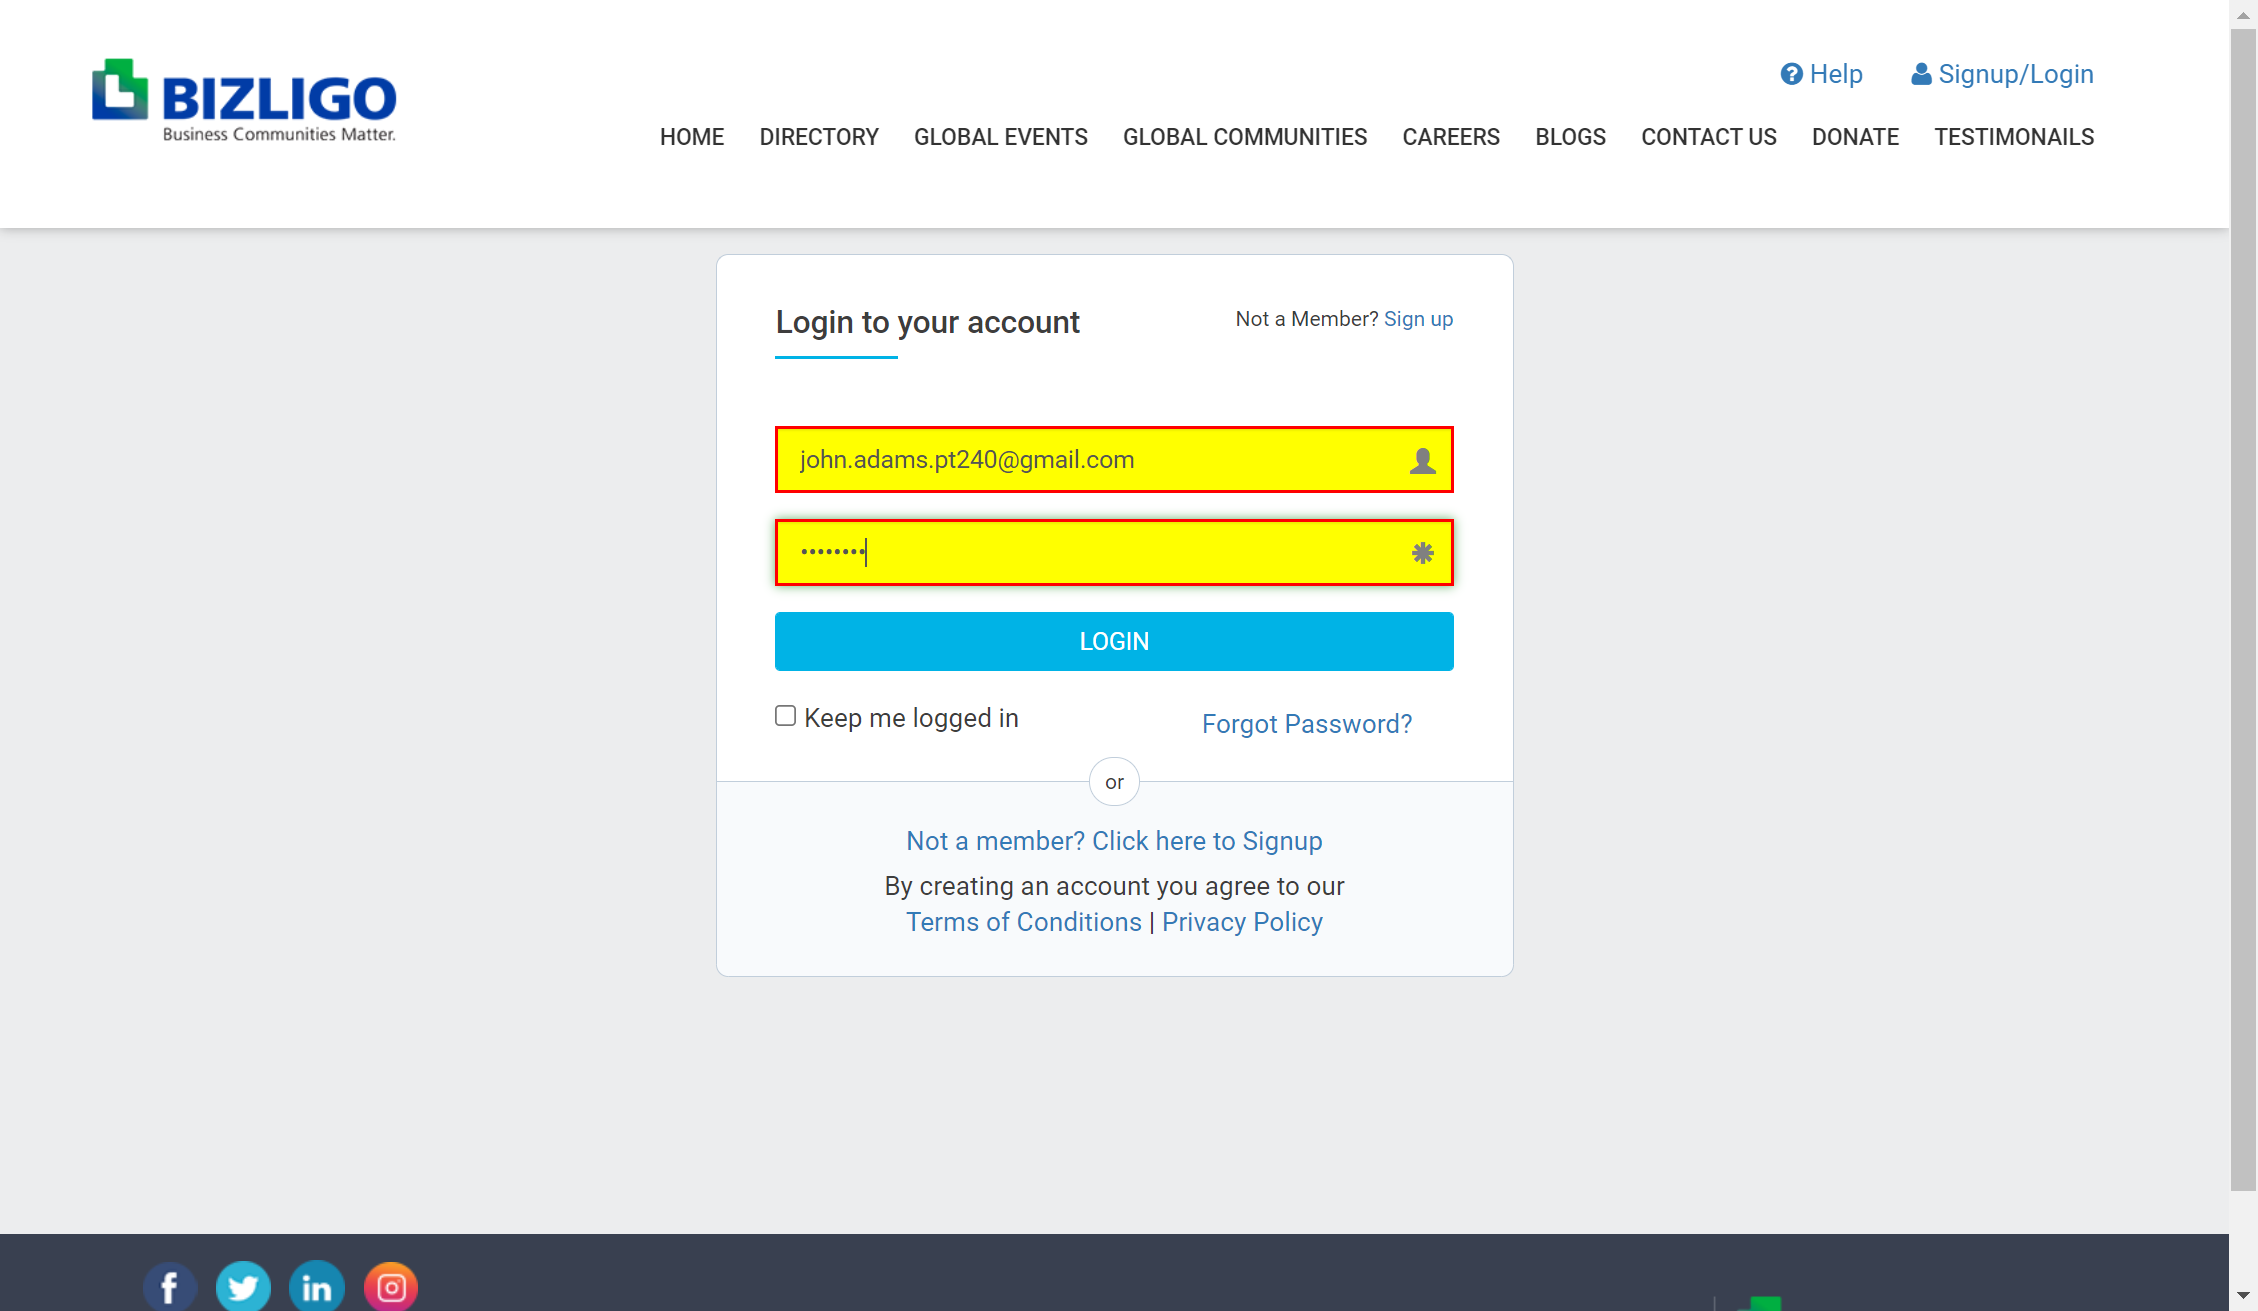 BIZLIGO
Business Communities Matter.
Help Signup/Login
HOME DIRECTORY GLOBAL EVENTS GLOBAL COMMUNITIES CAREERS BLOGS CONTACT US DONATE TESTIMONAILS
Login to your account
Not a Member? Sign up
john.adams.pt240@gmail.com
••••••••
LOGIN
Keep me logged in
Forgot Password?
or
Not a member? Click here to Signup
By creating an account you agree to our
Terms of Conditions | Privacy Policy